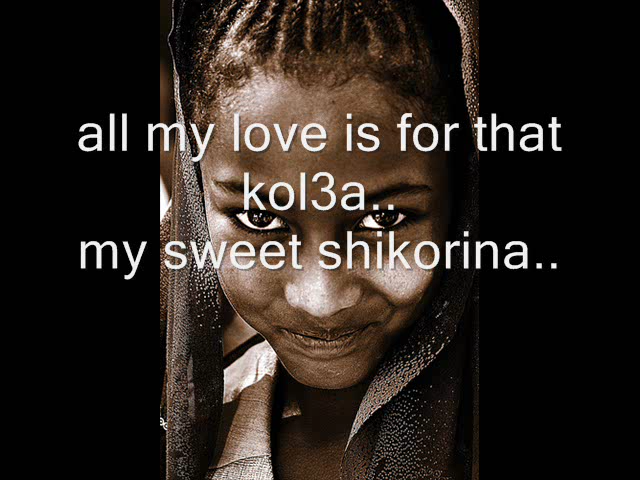 all my love is for that
kol3a..
my sweet shikorina..